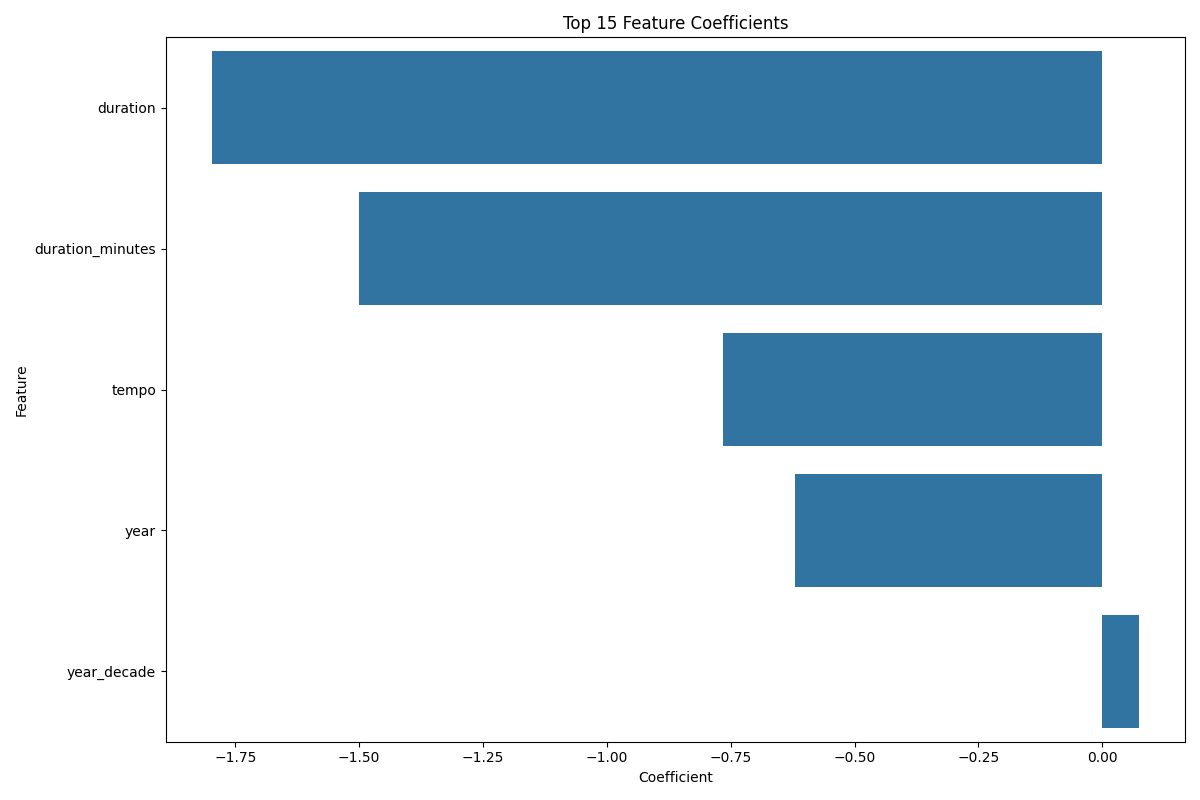 Top 15 Feature Coefficients
Feature
duration
duration_minutes
tempo
year
year_decade
−1.75 −1.50 −1.25 −1.00 −0.75 −0.50 −0.25 0.00
Coefficient